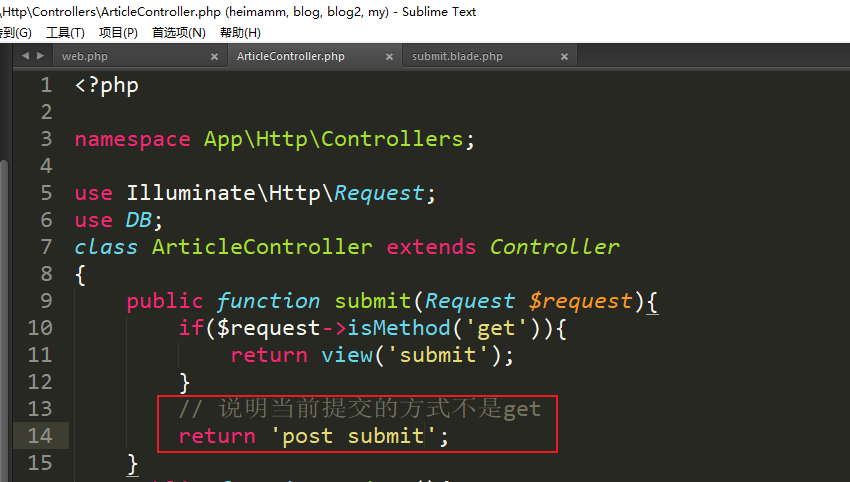 \Http\Controllers\ArticleController.php (heimamm, blog, blog2, my) - Sublime Text
到(G) 工具(T) 项目(P) 首选项(N) 帮助(H)
web.php × ArticleController.php × submit.blade.php ×
1 <?php
2
3 namespace App\Http\Controllers;
4
5 use Illuminate\Http\Request;
6 use DB;
7 class ArticleController extends Controller
8 {
9 public function submit(Request $request){
10 if($request->isMethod('get')){
11 return view('submit');
12 }
13 // 说明当前提交的方式不是get
14 return 'post submit';
15 }